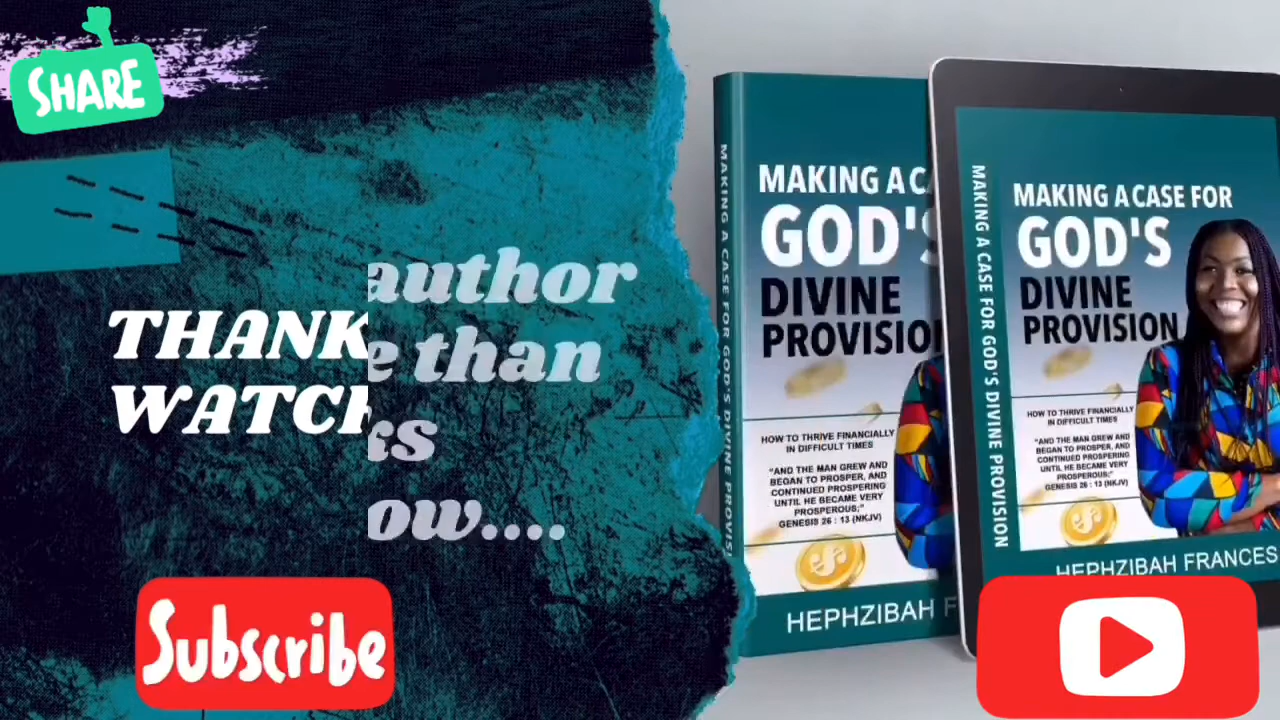 SHARE
author
than
THANK
WATCH
ow....
Subscribe
MAKING A CASE FOR GOD'S DIVINE
MAKING A
GOD'S
DIVINE
PROVISION
HOW TO THRIVE FINANCIALLY
IN DIFFICULT TIMES
"AND THE MAN GREW AND
BEGAN TO PROSPER, AND
CONTINUED PROSPERING
UNTIL HE BECAME VERY
PROSPEROUS;"
GENESIS 26 : 13 (NKJV)
HEPHZIBAH F
MAKING A CASE FOR GOD'S DIVINE PROVISION
MAKING A CASE FOR
GOD'S
DIVINE
PROVISION
HOW TO THRIVE FINANCIALLY
IN DIFFICULT TIMES
"AND THE MAN GREW AND
BEGAN TO PROSPER, AND
CONTINUED PROSPERING
UNTIL HE BECAME VERY
PROSPEROUS;"
GENESIS 26 : 13 (NKJV)
HEPHZIBAH FRANCES